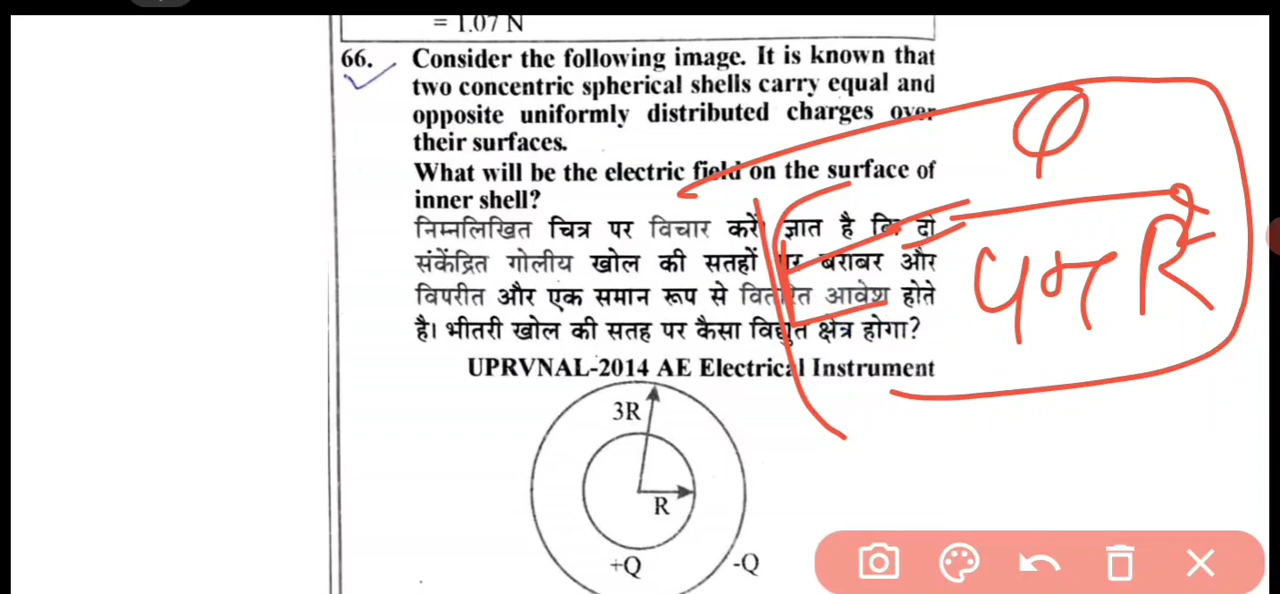 = 1.07 N
66. Consider the following image. It is known that
two concentric spherical shells carry equal and
opposite uniformly distributed charges over
their surfaces.
What will be the electric field on the surface of
inner shell?
निम्नलिखित चित्र पर विचार करें। ज्ञात है कि दो
संकेंद्रित गोलीय खोल की सतहों पर बराबर और
विपरीत और एक समान रूप से वितरित आवेश होते
है। भीतरी खोल की सतह पर कैसा विद्युत क्षेत्र होगा?
UPRVNAL-2014 AE Electrical Instrument
3R
R
+Q
-Q
E = Q
4π R²